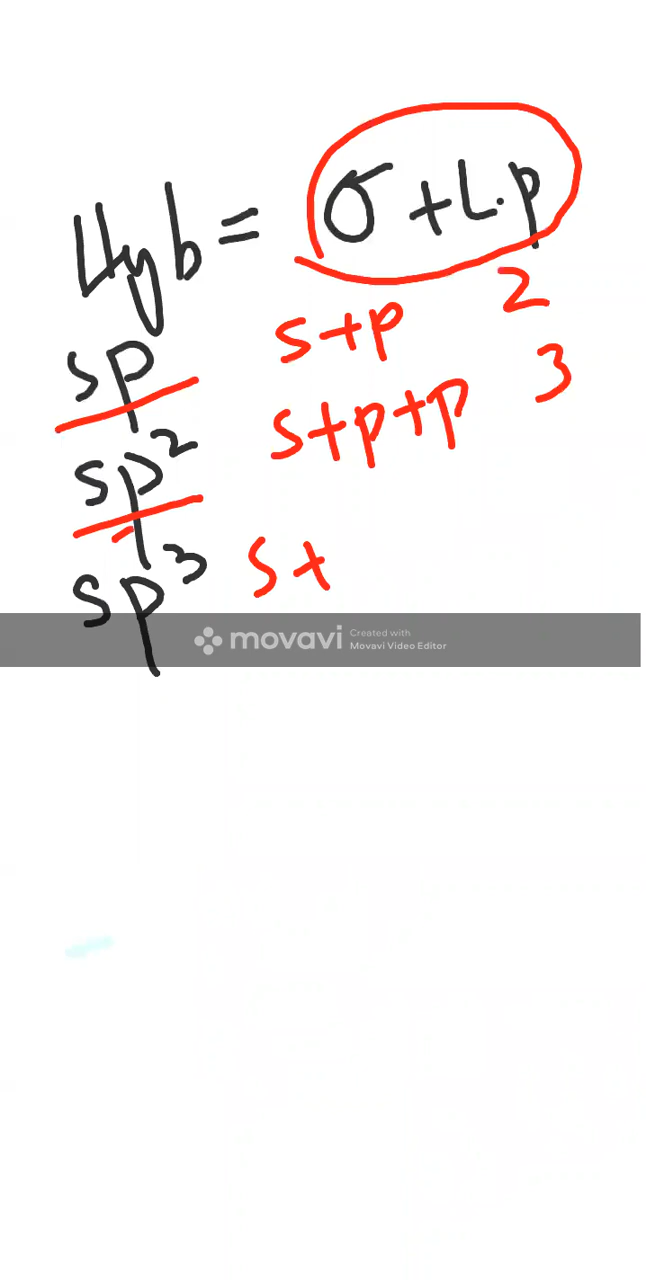 Hyb = σ + L.p
sp s+p 2
sp² s+p+p 3
sp³ s+
movavi Created with Movavi Video Editor